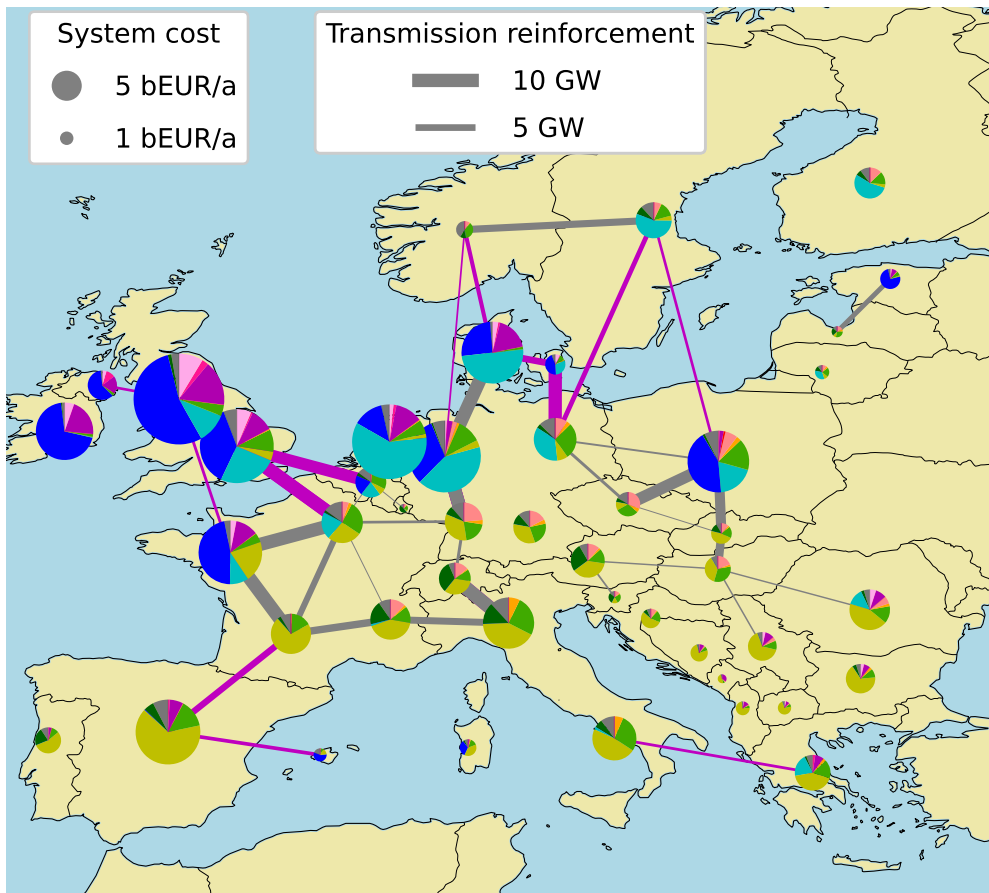 System cost
5 bEUR/a
1 bEUR/a
Transmission reinforcement
10 GW
5 GW